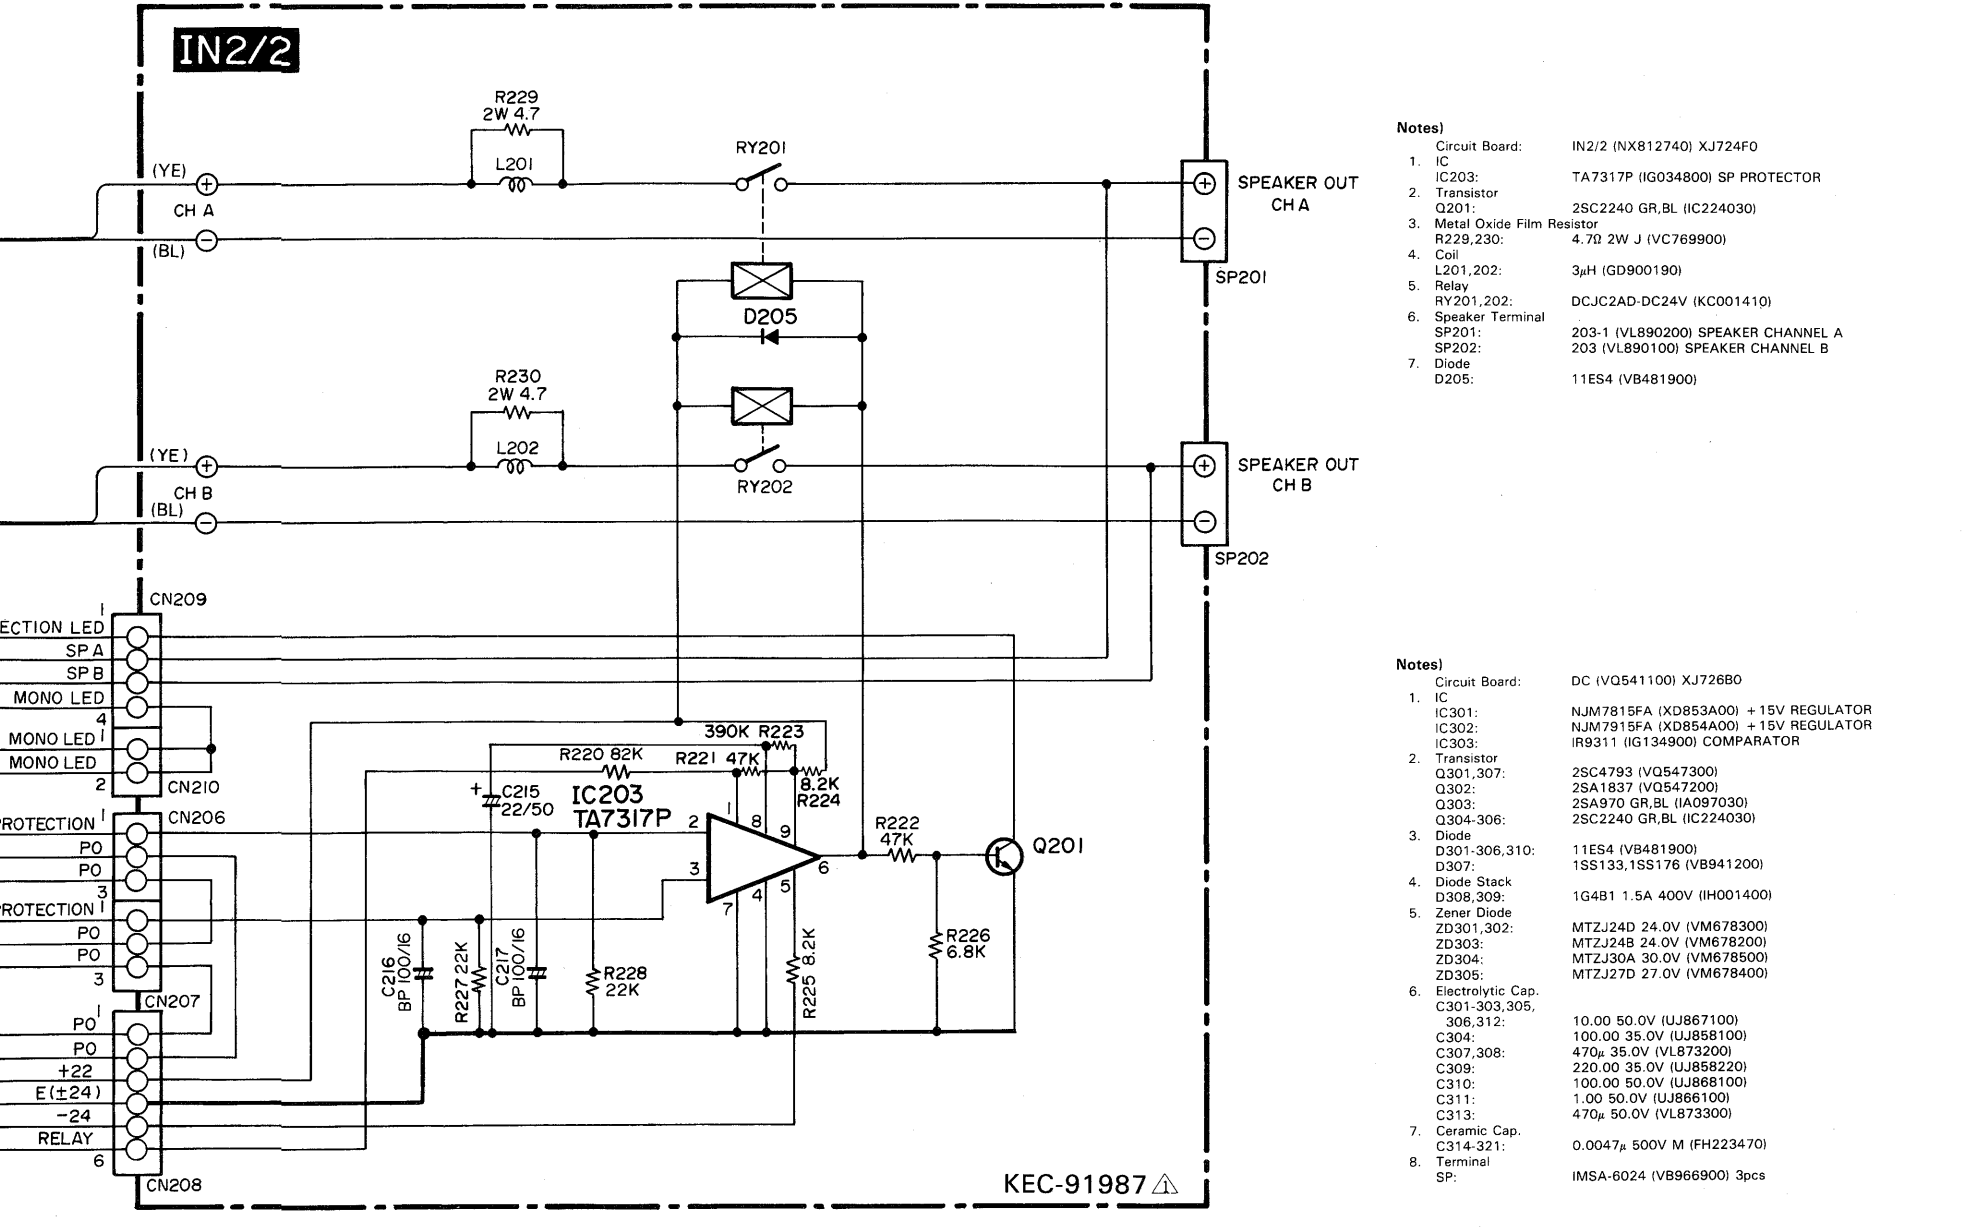 IN2/2
R229
2W 4.7
L201
RY201
(YE)
+
CH A
(BL)
−
+
−
SPEAKER OUT
CH A
SP201
D205
R230
2W 4.7
L202
RY202
(YE)
+
CH B
(BL)
−
+
−
SPEAKER OUT
CH B
SP202
CN209
1
ECTION LED
SP A
SP B
MONO LED
4
MONO LED 1
MONO LED
2
CN210
CN206
ROTECTION 1
PO
PO
3
ROTECTION 1
PO
PO
3
CN207
PO 1
PO
+22
E(±24)
−24
RELAY
6
CN208
390K R223
R220 82K
R221 47K
8.2K
R224
+
C215
22/50
IC203
TA7317P
1
8
9
2
3
6
5
4
7
R222
47K
Q201
R226
6.8K
C216
BP 100/16
R227 22K
C217
BP 100/16
R228
22K
R225 8.2K
KEC-91987 1
Notes)
Circuit Board: IN2/2 (NX812740) XJ724F0
1. IC
IC203: TA7317P (IG034800) SP PROTECTOR
2. Transistor
Q201: 2SC2240 GR,BL (IC224030)
3. Metal Oxide Film Resistor
R229,230: 4.7Ω 2W J (VC769900)
4. Coil
L201,202: 3μH (GD900190)
5. Relay
RY201,202: DCJC2AD-DC24V (KC001410)
6. Speaker Terminal
SP201: 203-1 (VL890200) SPEAKER CHANNEL A
SP202: 203 (VL890100) SPEAKER CHANNEL B
7. Diode
D205: 11ES4 (VB481900)
Notes)
Circuit Board: DC (VQ541100) XJ726B0
1. IC
IC301: NJM7815FA (XD853A00) +15V REGULATOR
IC302: NJM7915FA (XD854A00) +15V REGULATOR
IC303: IR9311 (IG134900) COMPARATOR
2. Transistor
Q301,307: 2SC4793 (VQ547300)
Q302: 2SA1837 (VQ547200)
Q303: 2SA970 GR,BL (IA097030)
Q304-306: 2SC2240 GR,BL (IC224030)
3. Diode
D301-306,310: 11ES4 (VB481900)
D307: 1SS133,1SS176 (VB941200)
4. Diode Stack
D308,309: 1G4B1 1.5A 400V (IH001400)
5. Zener Diode
ZD301,302: MTZJ24D 24.0V (VM678300)
ZD303: MTZJ24B 24.0V (VM678200)
ZD304: MTZJ30A 30.0V (VM678500)
ZD305: MTZJ27D 27.0V (VM678400)
6. Electrolytic Cap.
C301-303,305,
306,312: 10.00 50.0V (UJ867100)
C304: 100.00 35.0V (UJ858100)
C307,308: 470μ 35.0V (VL873200)
C309: 220.00 35.0V (UJ858220)
C310: 100.00 50.0V (UJ868100)
C311: 1.00 50.0V (UJ866100)
C313: 470μ 50.0V (VL873300)
7. Ceramic Cap.
C314-321: 0.0047μ 500V M (FH223470)
8. Terminal
SP: IMSA-6024 (VB966900) 3pcs